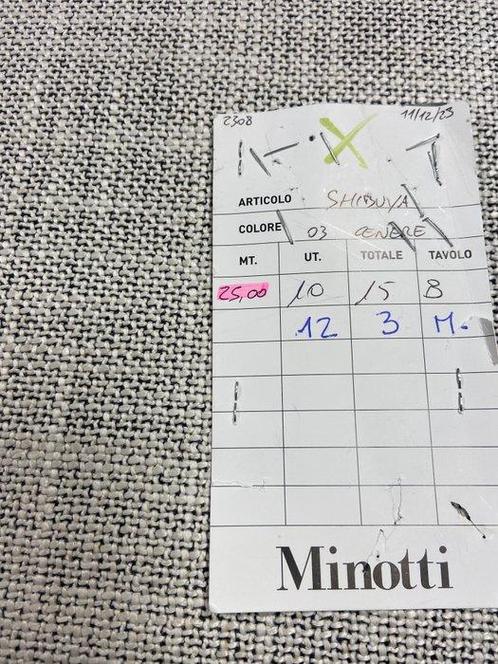 2308 11/12/23
ARTICOLO SHIBUYA
COLORE 03 CENERE
MT. UT. TOTALE TAVOLO
25,00 10 15 B
12 3 M.
Minotti